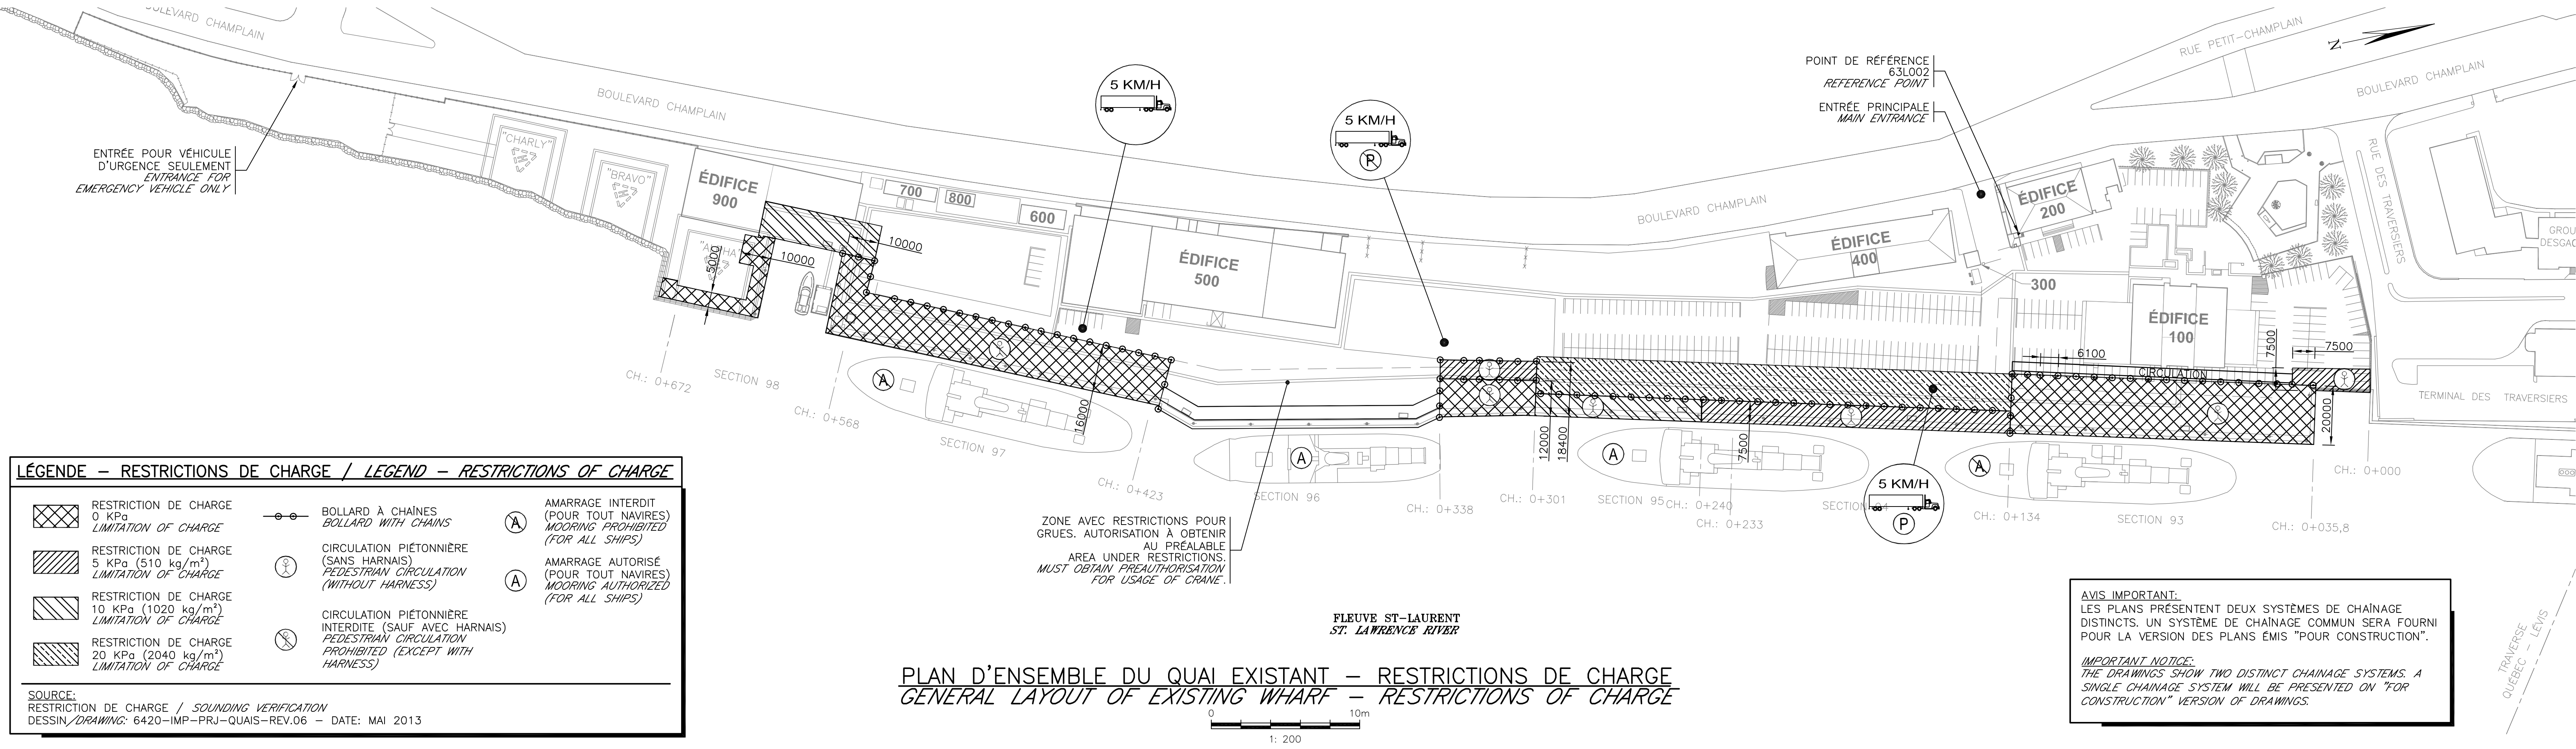 BOULEVARD CHAMPLAIN
BOULEVARD CHAMPLAIN
BOULEVARD CHAMPLAIN
RUE PETIT-CHAMPLAIN
BOULEVARD CHAMPLAIN
N
RUE DES TRAVERSIERS
POINT DE RÉFÉRENCE
63L002
REFERENCE POINT
ENTRÉE PRINCIPALE
MAIN ENTRANCE
5 KM/H
5 KM/H
P
ENTRÉE POUR VÉHICULE
D'URGENCE SEULEMENT
ENTRANCE FOR
EMERGENCY VEHICLE ONLY
"CHARLY"
"BRAVO"
ÉDIFICE
900
700
800
600
ÉDIFICE
500
ÉDIFICE
400
ÉDIFICE
200
300
ÉDIFICE
100
TERMINAL DES TRAVERSIERS
5000
10000
10000
16000
12000
18400
7500
6100
7500
7500
20000
CIRCULATION
CH.: 0+672
SECTION 98
CH.: 0+568
SECTION 97
CH.: 0+423
SECTION 96
CH.: 0+338
CH.: 0+301
SECTION 95
CH.: 0+240
CH.: 0+233
SECTION
CH.: 0+134
SECTION 93
CH.: 0+035,8
CH.: 0+000
A
A
A
A
5 KM/H
P
ZONE AVEC RESTRICTIONS POUR
GRUES. AUTORISATION À OBTENIR
AU PRÉALABLE
AREA UNDER RESTRICTIONS.
MUST OBTAIN PREAUTHORISATION
FOR USAGE OF CRANE.
LÉGENDE – RESTRICTIONS DE CHARGE / LEGEND – RESTRICTIONS OF CHARGE
RESTRICTION DE CHARGE
0 KPa
LIMITATION OF CHARGE
RESTRICTION DE CHARGE
5 KPa (510 kg/m²)
LIMITATION OF CHARGE
RESTRICTION DE CHARGE
10 KPa (1020 kg/m²)
LIMITATION OF CHARGE
RESTRICTION DE CHARGE
20 KPa (2040 kg/m²)
LIMITATION OF CHARGE
BOLLARD À CHAÎNES
BOLLARD WITH CHAINS
CIRCULATION PIÉTONNIÈRE
(SANS HARNAIS)
PEDESTRIAN CIRCULATION
(WITHOUT HARNESS)
CIRCULATION PIÉTONNIÈRE
INTERDITE (SAUF AVEC HARNAIS)
PEDESTRIAN CIRCULATION
PROHIBITED (EXCEPT WITH
HARNESS)
A
AMARRAGE INTERDIT
(POUR TOUT NAVIRES)
MOORING PROHIBITED
(FOR ALL SHIPS)
A
AMARRAGE AUTORISÉ
(POUR TOUT NAVIRES)
MOORING AUTHORIZED
(FOR ALL SHIPS)
SOURCE:
RESTRICTION DE CHARGE / SOUNDING VERIFICATION
DESSIN/DRAWING: 6420-IMP-PRJ-QUAIS-REV.06 – DATE: MAI 2013
FLEUVE ST-LAURENT
ST. LAWRENCE RIVER
PLAN D'ENSEMBLE DU QUAI EXISTANT – RESTRICTIONS DE CHARGE
GENERAL LAYOUT OF EXISTING WHARF – RESTRICTIONS OF CHARGE
0 10m
1: 200
AVIS IMPORTANT:
LES PLANS PRÉSENTENT DEUX SYSTÈMES DE CHAÎNAGE
DISTINCTS. UN SYSTÈME DE CHAÎNAGE COMMUN SERA FOURNI
POUR LA VERSION DES PLANS ÉMIS "POUR CONSTRUCTION".
IMPORTANT NOTICE:
THE DRAWINGS SHOW TWO DISTINCT CHAINAGE SYSTEMS. A
SINGLE CHAINAGE SYSTEM WILL BE PRESENTED ON "FOR
CONSTRUCTION" VERSION OF DRAWINGS.
TRAVERSE
QUÉBEC – LÉVIS